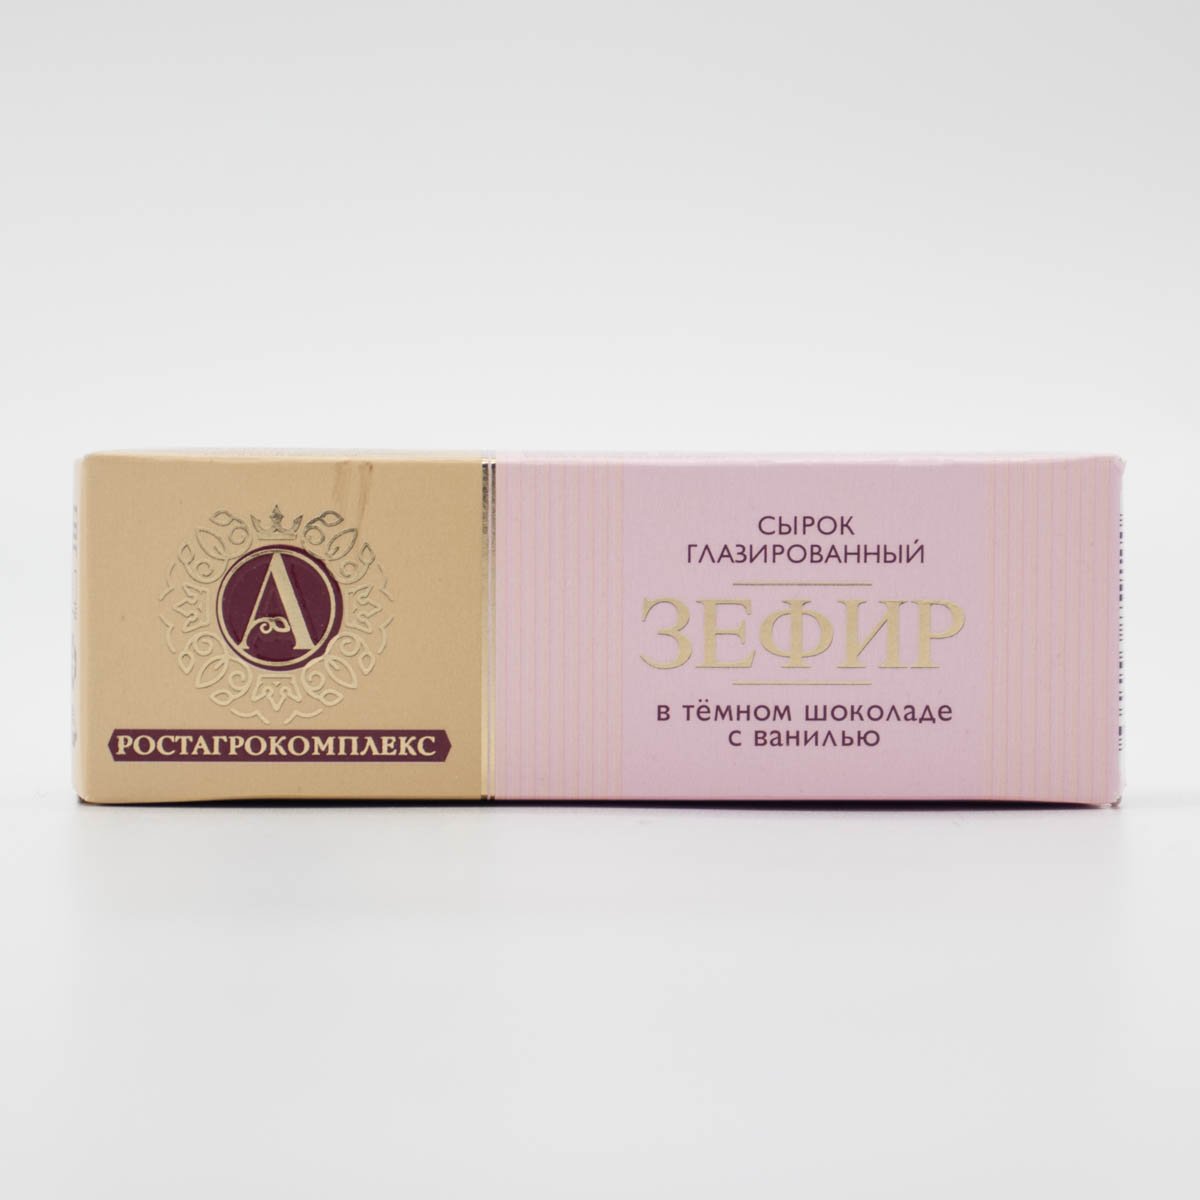 А
РОСТАГРОКОМПЛЕКС
СЫРОК
ГЛАЗИРОВАННЫЙ
ЗЕФИР
в тёмном шоколаде
с ванилью